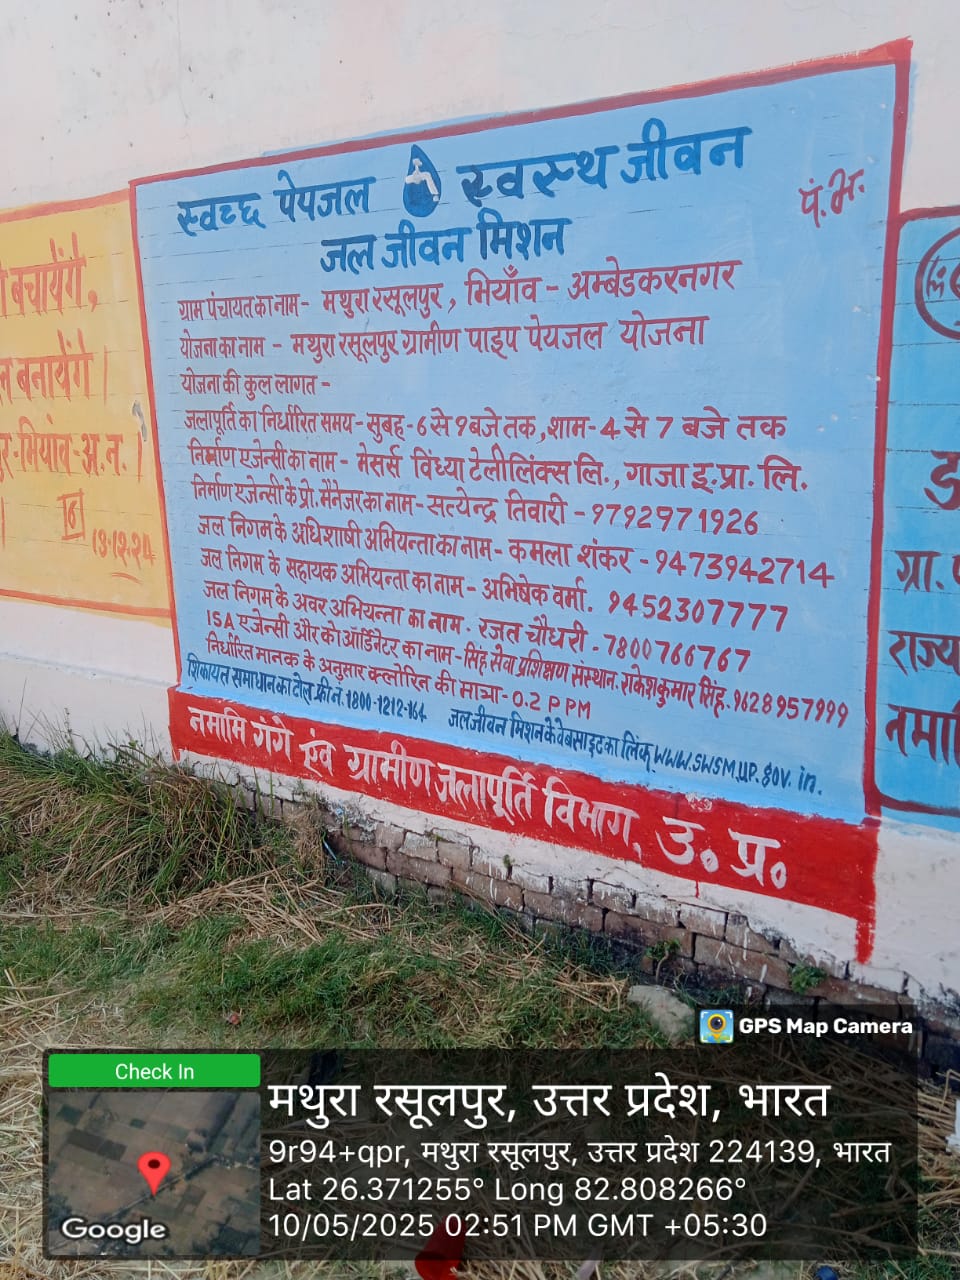 बचायेंगे,
बनायेंगे।
भियांव-अ.न.।
13.12.24
स्वच्छ पेयजल स्वस्थ जीवन
पं.भ.
जल जीवन मिशन
ग्राम पंचायत का नाम- मथुरा रसूलपुर, भियाँव - अम्बेडकरनगर
योजना का नाम - मथुरा रसूलपुर ग्रामीण पाइप पेयजल योजना
योजना की कुल लागत-
जलापूर्ति का निर्धारित समय- सुबह- 6 से 9 बजे तक, शाम- 4 से 7 बजे तक
निर्माण एजेन्सी का नाम - मेसर्स विंध्या टेलीलिंक्स लि., गाजा इ.प्रा. लि.
निर्माण एजेन्सी के प्रो. मैनेजर का नाम - सत्येन्द्र तिवारी - 9792971926
जल निगम के अधिशाषी अभियन्ता का नाम - कमला शंकर - 9473942714
जल निगम के सहायक अभियन्ता का नाम - अभिषेक वर्मा. 9452307777
जल निगम के अवर अभियन्ता का नाम. रजत चौधरी - 7800766767
ISA एजेन्सी और को ऑर्डिनेटर का नाम - सिंह सेवा प्रशिक्षण संस्थान. राकेश कुमार सिंह. 9628957999
निर्धारित मानक के अनुसार क्लोरिन की मात्रा - 0.2 PPM
शिकायत समाधान का टोल फ्री नं. 1800-1212-164 जल जीवन मिशन के वेबसाइट का लिंक www.swsm.up.gov.in.
नमामि गंगे एंव ग्रामीण जलापूर्ति विभाग, उ० प्र०
ग्रा.
राज्य
GPS Map Camera
Check In
Google
मथुरा रसूलपुर, उत्तर प्रदेश, भारत
9r94+qpr, मथुरा रसूलपुर, उत्तर प्रदेश 224139, भारत
Lat 26.371255° Long 82.808266°
10/05/2025 02:51 PM GMT +05:30